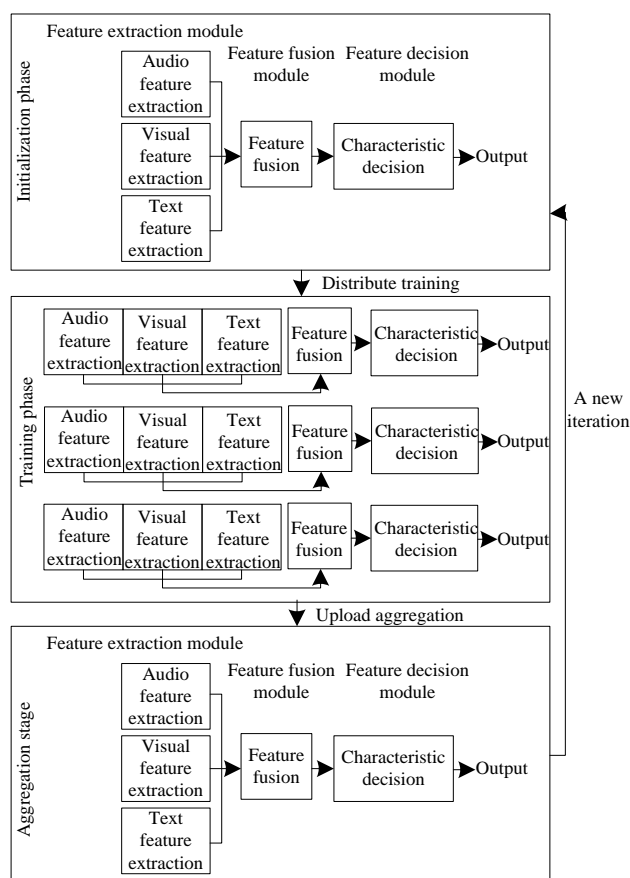 Feature extraction module
Initialization phase
Audio
feature
extraction
Visual
feature
extraction
Text
feature
extraction
Feature fusion
module
Feature
fusion
Feature decision
module
Characteristic
decision
Output
Distribute training
Training phase
Audio
feature
extraction
Visual
feature
extraction
Text
feature
extraction
Feature
fusion
Characteristic
decision
Output
Audio
feature
extraction
Visual
feature
extraction
Text
feature
extraction
Feature
fusion
Characteristic
decision
Output
Audio
feature
extraction
Visual
feature
extraction
Text
feature
extraction
Feature
fusion
Characteristic
decision
Output
A new
iteration
Upload aggregation
Feature extraction module
Aggregation stage
Audio
feature
extraction
Visual
feature
extraction
Text
feature
extraction
Feature fusion
module
Feature
fusion
Feature decision
module
Characteristic
decision
Output